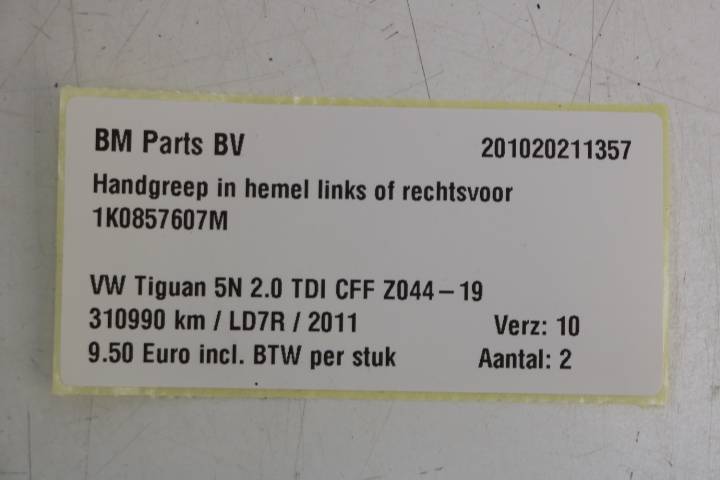 BM Parts BV 201020211357
Handgreep in hemel links of rechtsvoor
1K0857607M
VW Tiguan 5N 2.0 TDI CFF Z044-19
310990 km / LD7R / 2011 Verz: 10
9.50 Euro incl. BTW per stuk Aantal: 2